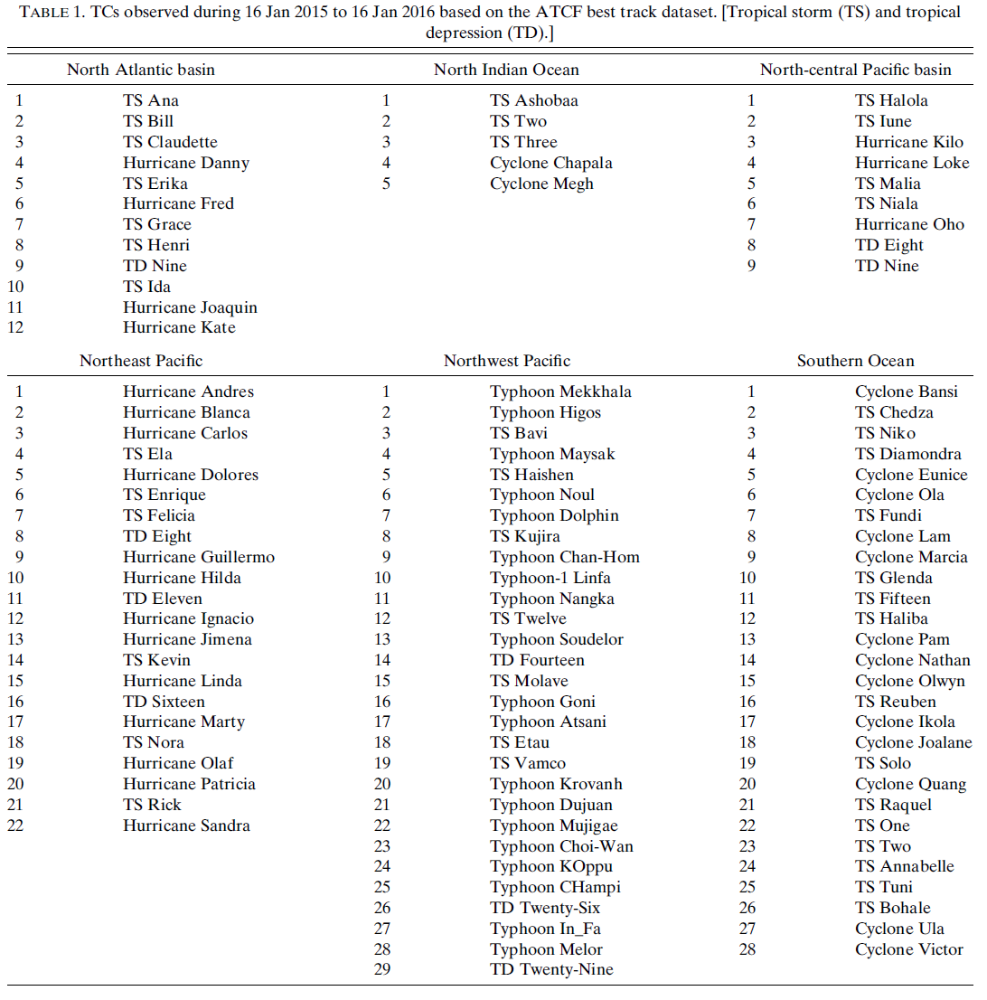 TABLE 1. TCs observed during 16 Jan 2015 to 16 Jan 2016 based on the ATCF best track dataset. [Tropical storm (TS) and tropical
depression (TD).]
North Atlantic basin North Indian Ocean North-central Pacific basin
1 TS Ana 1 TS Ashobaa 1 TS Halola
2 TS Bill 2 TS Two 2 TS Iune
3 TS Claudette 3 TS Three 3 Hurricane Kilo
4 Hurricane Danny 4 Cyclone Chapala 4 Hurricane Loke
5 TS Erika 5 Cyclone Megh 5 TS Malia
6 Hurricane Fred 6 TS Niala
7 TS Grace 7 Hurricane Oho
8 TS Henri 8 TD Eight
9 TD Nine 9 TD Nine
10 TS Ida
11 Hurricane Joaquin
12 Hurricane Kate
Northeast Pacific Northwest Pacific Southern Ocean
1 Hurricane Andres 1 Typhoon Mekkhala 1 Cyclone Bansi
2 Hurricane Blanca 2 Typhoon Higos 2 TS Chedza
3 Hurricane Carlos 3 TS Bavi 3 TS Niko
4 TS Ela 4 Typhoon Maysak 4 TS Diamondra
5 Hurricane Dolores 5 TS Haishen 5 Cyclone Eunice
6 TS Enrique 6 Typhoon Noul 6 Cyclone Ola
7 TS Felicia 7 Typhoon Dolphin 7 TS Fundi
8 TD Eight 8 TS Kujira 8 Cyclone Lam
9 Hurricane Guillermo 9 Typhoon Chan-Hom 9 Cyclone Marcia
10 Hurricane Hilda 10 Typhoon-1 Linfa 10 TS Glenda
11 TD Eleven 11 Typhoon Nangka 11 TS Fifteen
12 Hurricane Ignacio 12 TS Twelve 12 TS Haliba
13 Hurricane Jimena 13 Typhoon Soudelor 13 Cyclone Pam
14 TS Kevin 14 TD Fourteen 14 Cyclone Nathan
15 Hurricane Linda 15 TS Molave 15 Cyclone Olwyn
16 TD Sixteen 16 Typhoon Goni 16 TS Reuben
17 Hurricane Marty 17 Typhoon Atsani 17 Cyclone Ikola
18 TS Nora 18 TS Etau 18 Cyclone Joalane
19 Hurricane Olaf 19 TS Vamco 19 TS Solo
20 Hurricane Patricia 20 Typhoon Krovanh 20 Cyclone Quang
21 TS Rick 21 Typhoon Dujuan 21 TS Raquel
22 Hurricane Sandra 22 Typhoon Mujigae 22 TS One
23 Typhoon Choi-Wan 23 TS Two
24 Typhoon KOppu 24 TS Annabelle
25 Typhoon CHampi 25 TS Tuni
26 TD Twenty-Six 26 TS Bohale
27 Typhoon In_Fa 27 Cyclone Ula
28 Typhoon Melor 28 Cyclone Victor
29 TD Twenty-Nine